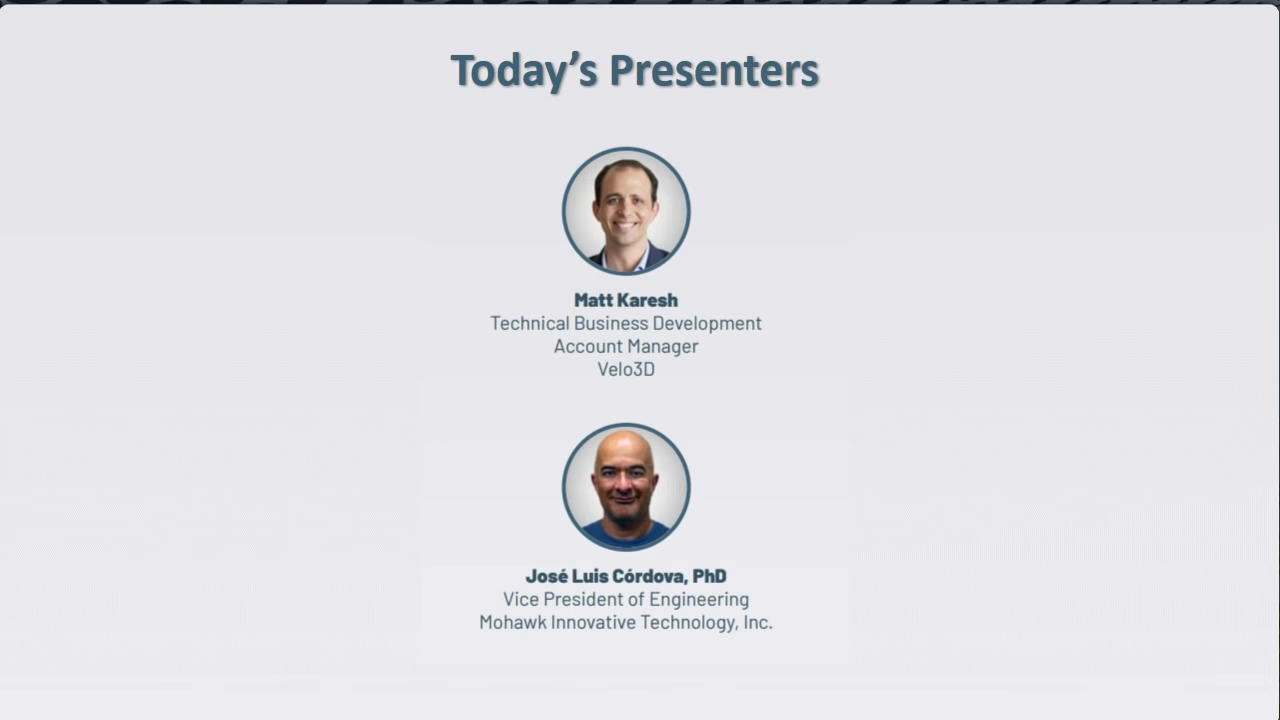 Today’s Presenters
Matt Karesh
Technical Business Development
Account Manager
Velo3D
José Luis Córdova, PhD
Vice President of Engineering
Mohawk Innovative Technology, Inc.